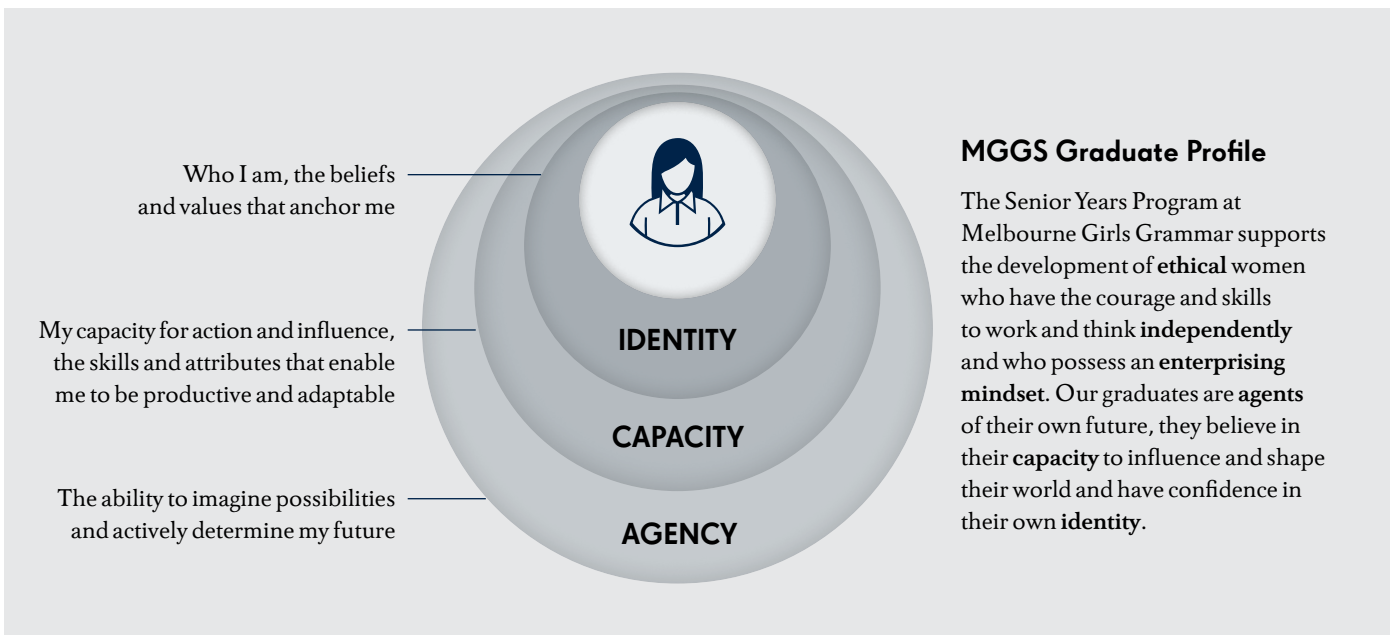 Who I am, the beliefs
and values that anchor me
My capacity for action and influence,
the skills and attributes that enable
me to be productive and adaptable
The ability to imagine possibilities
and actively determine my future
IDENTITY
CAPACITY
AGENCY
MGGS Graduate Profile
The Senior Years Program at
Melbourne Girls Grammar supports
the development of ethical women
who have the courage and skills
to work and think independently
and who possess an enterprising
mindset. Our graduates are agents
of their own future, they believe in
their capacity to influence and shape
their world and have confidence in
their own identity.